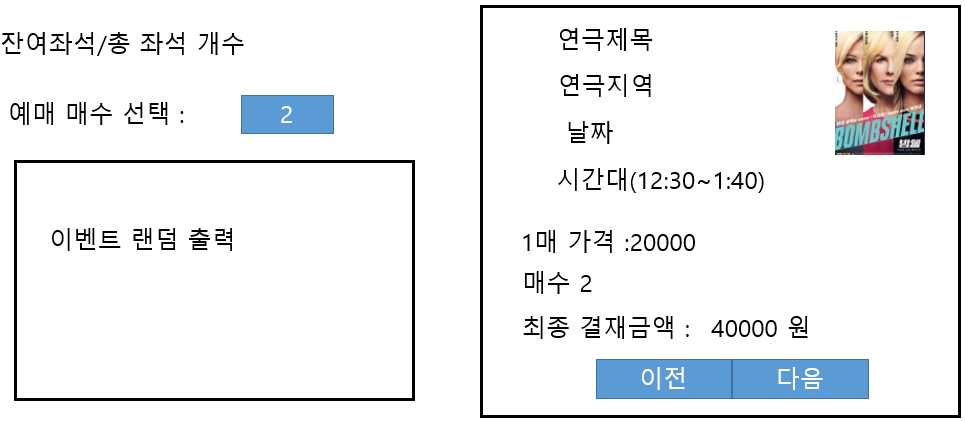 잔여좌석/총 좌석 개수
예매 매수 선택 :
2
이벤트 랜덤 출력
연극제목
연극지역
날짜
시간대(12:30~1:40)
BOMBSHELL
밤쉘
1매 가격 :20000
매수 2
최종 결재금액 : 40000 원
이전
다음